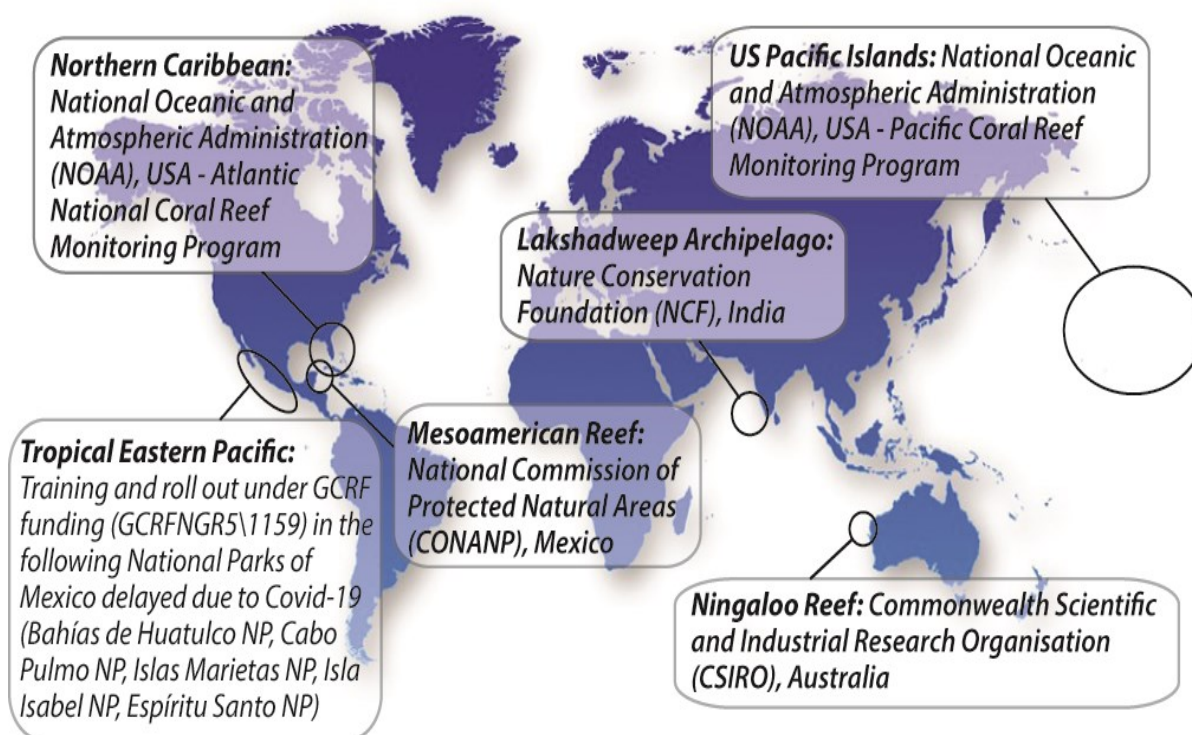 Northern Caribbean:
National Oceanic and
Atmospheric Administration
(NOAA), USA - Atlantic
National Coral Reef
Monitoring Program
US Pacific Islands: National Oceanic
and Atmospheric Administration
(NOAA), USA - Pacific Coral Reef
Monitoring Program
Lakshadweep Archipelago:
Nature Conservation
Foundation (NCF), India
Tropical Eastern Pacific:
Training and roll out under GCRF
funding (GCRFNGR5\1159) in the
following National Parks of
Mexico delayed due to Covid-19
(Bahías de Huatulco NP, Cabo
Pulmo NP, Islas Marietas NP, Isla
Isabel NP, Espíritu Santo NP)
Mesoamerican Reef:
National Commission of
Protected Natural Areas
(CONANP), Mexico
Ningaloo Reef: Commonwealth Scientific
and Industrial Research Organisation
(CSIRO), Australia